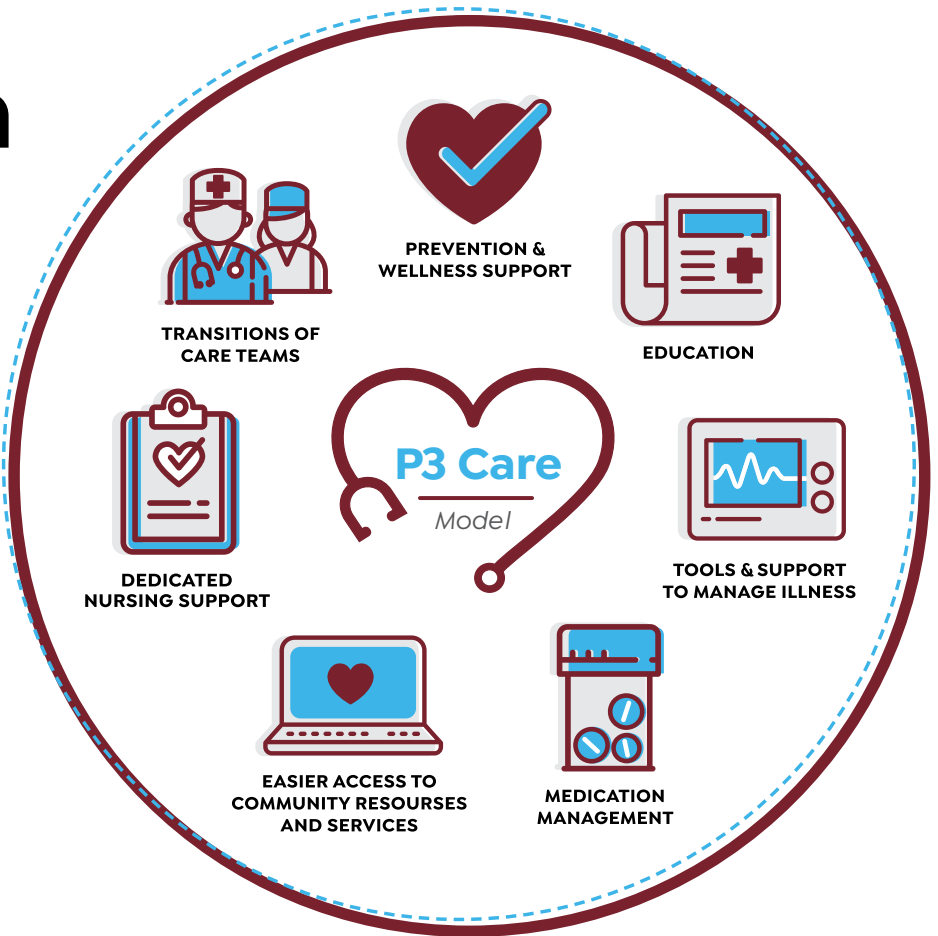 PREVENTION &
WELLNESS SUPPORT
EDUCATION
TOOLS & SUPPORT
TO MANAGE ILLNESS
MEDICATION
MANAGEMENT
EASIER ACCESS TO
COMMUNITY RESOURSES
AND SERVICES
DEDICATED
NURSING SUPPORT
TRANSITIONS OF
CARE TEAMS
P3 Care
Model